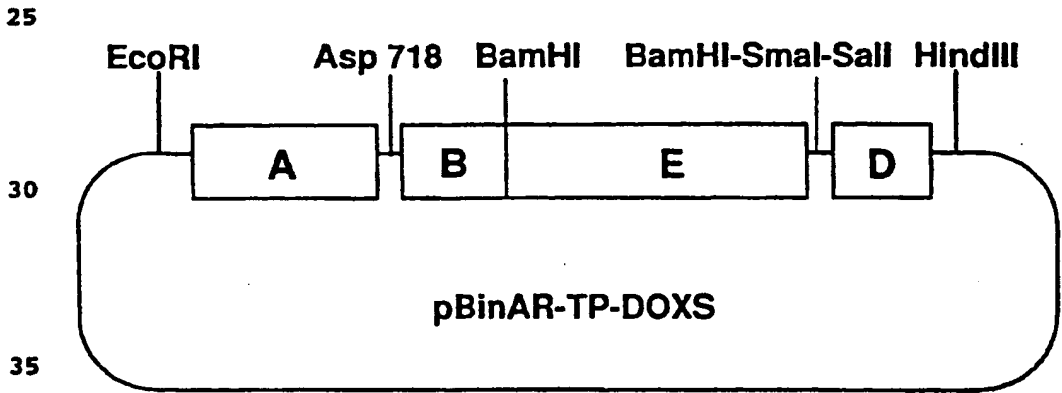 25
EcoRI Asp 718 BamHI BamHI-SmaI-SalI HindIII
A B E D
30
pBinAR-TP-DOXS
35